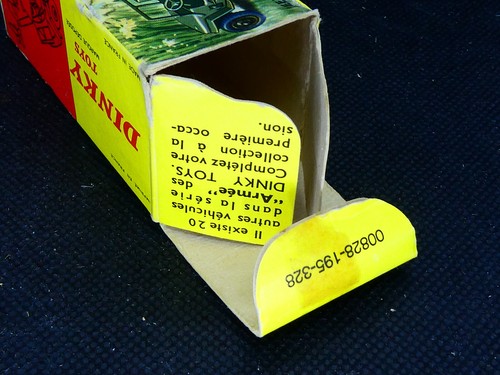 DINKY
TOYS
MADE IN FRANCE
Il existe 20
autres véhicules
dans la série
"Armée" des
DINKY TOYS.
Complétez votre
collection à la
première occa-
sion.
00828-195-328